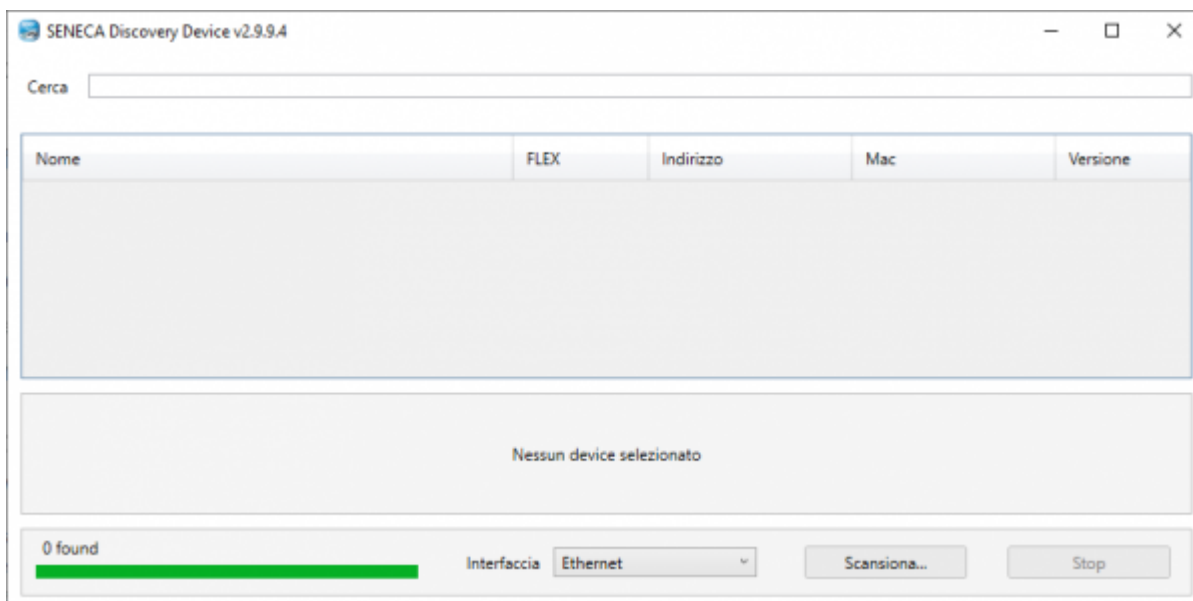 SENECA Discovery Device v2.9.9.4
Cerca
Nome FLEX Indirizzo Mac Versione
Nessun device selezionato
0 found
Interfaccia Ethernet Scansiona... Stop